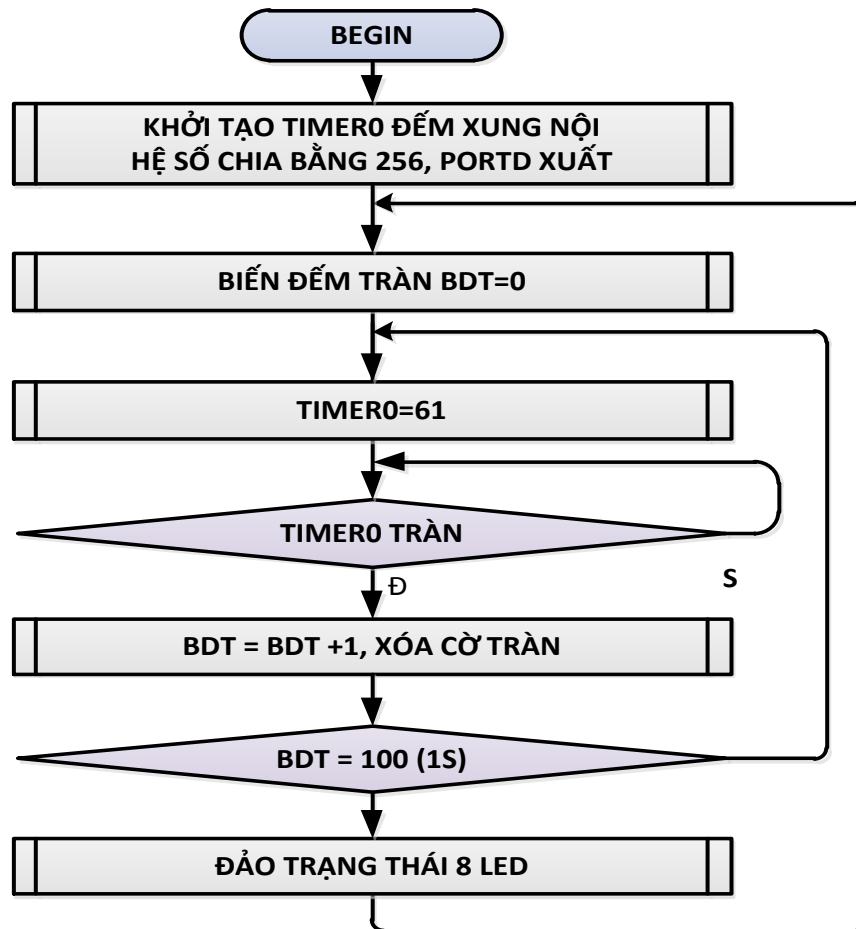 BEGIN
KHỞI TẠO TIMER0 ĐẾM XUNG NỘI
HỆ SỐ CHIA BẰNG 256, PORTD XUẤT
BIẾN ĐẾM TRÀN BDT=0
TIMER0=61
TIMER0 TRÀN
Đ
S
BDT = BDT +1, XÓA CỜ TRÀN
BDT = 100 (1S)
ĐẢO TRẠNG THÁI 8 LED